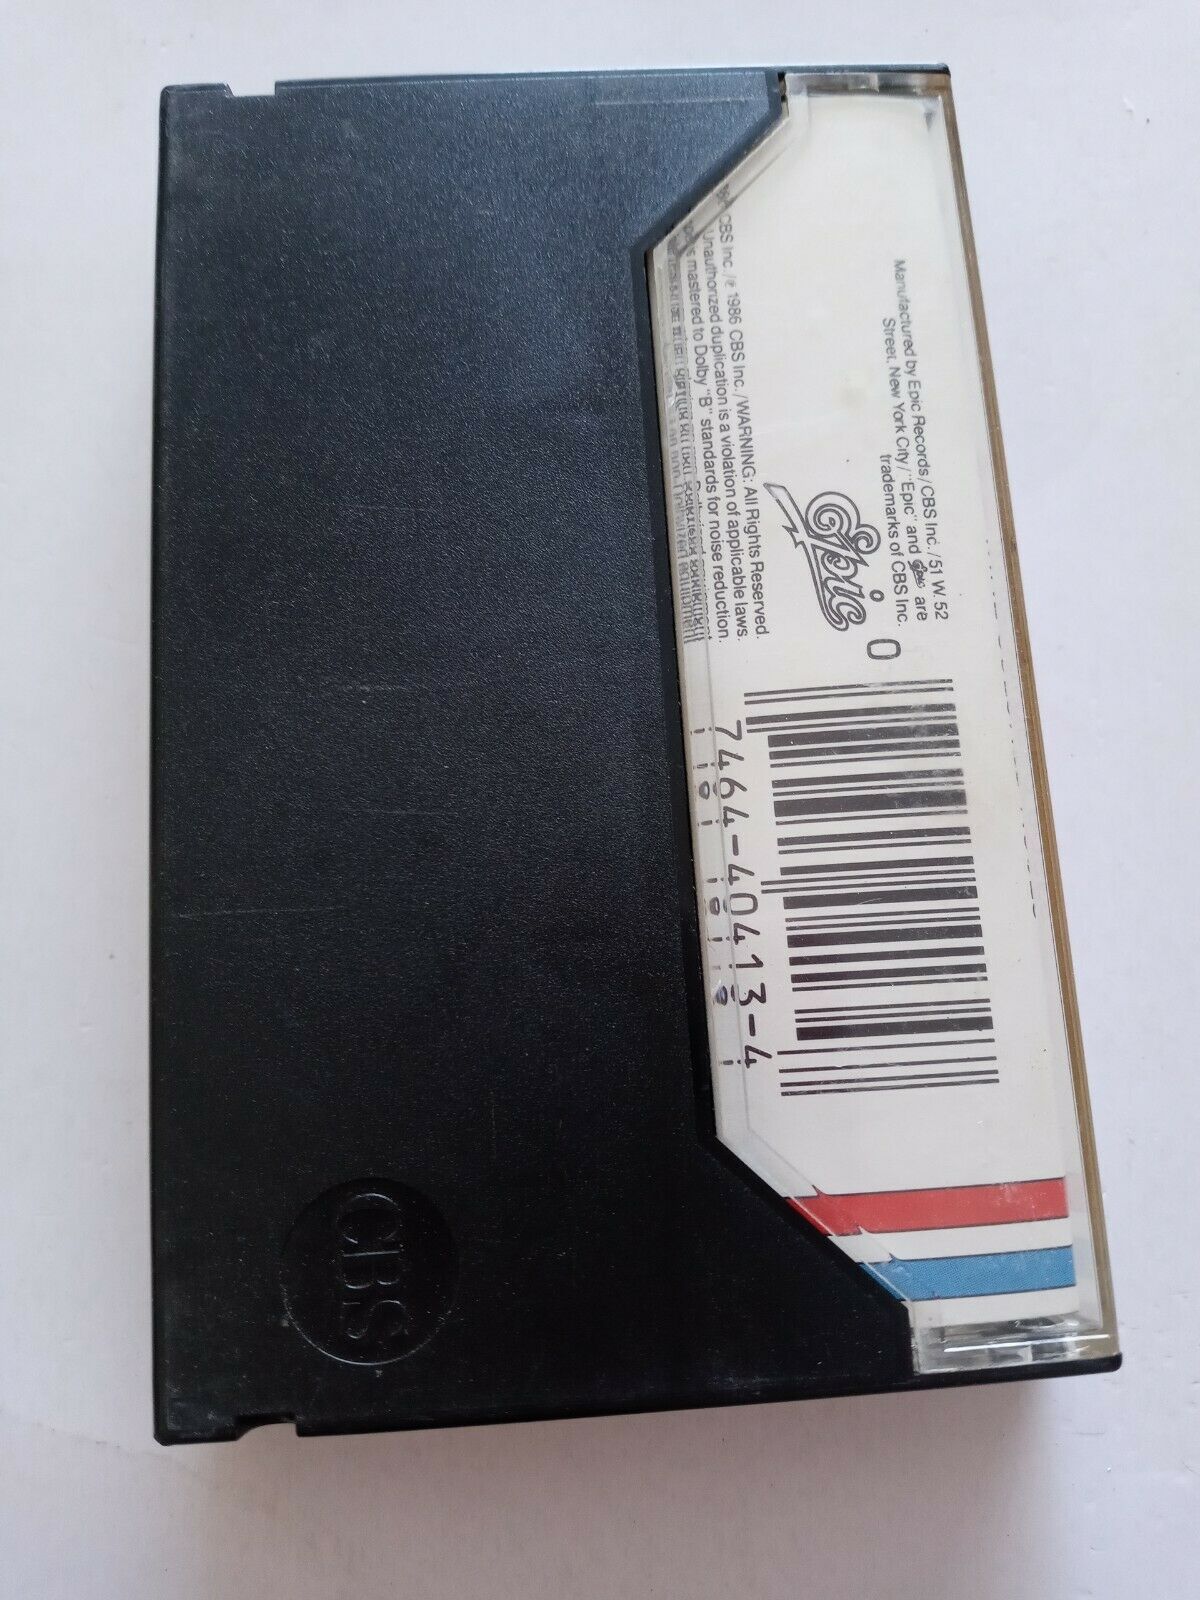 Manufactured by Epic Records/CBS Inc./51 W. 52
Street, New York City/"Epic" and Epic are
trademarks of CBS Inc.
Epic
CBS Inc./℗ 1986 CBS Inc./WARNING: All Rights Reserved.
Unauthorized duplication is a violation of applicable laws.
mastered to Dolby "B" standards for noise reduction.
0
7464-40413-4
CBS